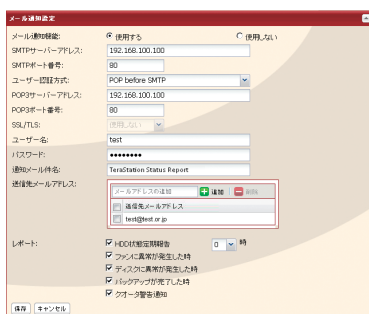 メール通知設定
メール通知機能: 使用する 使用しない
SMTPサーバーアドレス: 192.168.100.100
SMTPポート番号: 80
ユーザー認証方式: POP before SMTP
POP3サーバーアドレス: 192.168.100.100
POP3ポート番号: 80
SSL/TLS: 使用しない
ユーザー名: test
パスワード: ●●●●●●●●
通知メール件名: TeraStation Status Report
送信先メールアドレス:
メールアドレスの追加 追加 削除
送信先メールアドレス
test@test.or.jp
レポート: HDD状態定期報告 0 時
ファンに異常が発生した時
ディスクに異常が発生した時
バックアップが完了した時
クオータ警告通知
保存 キャンセル